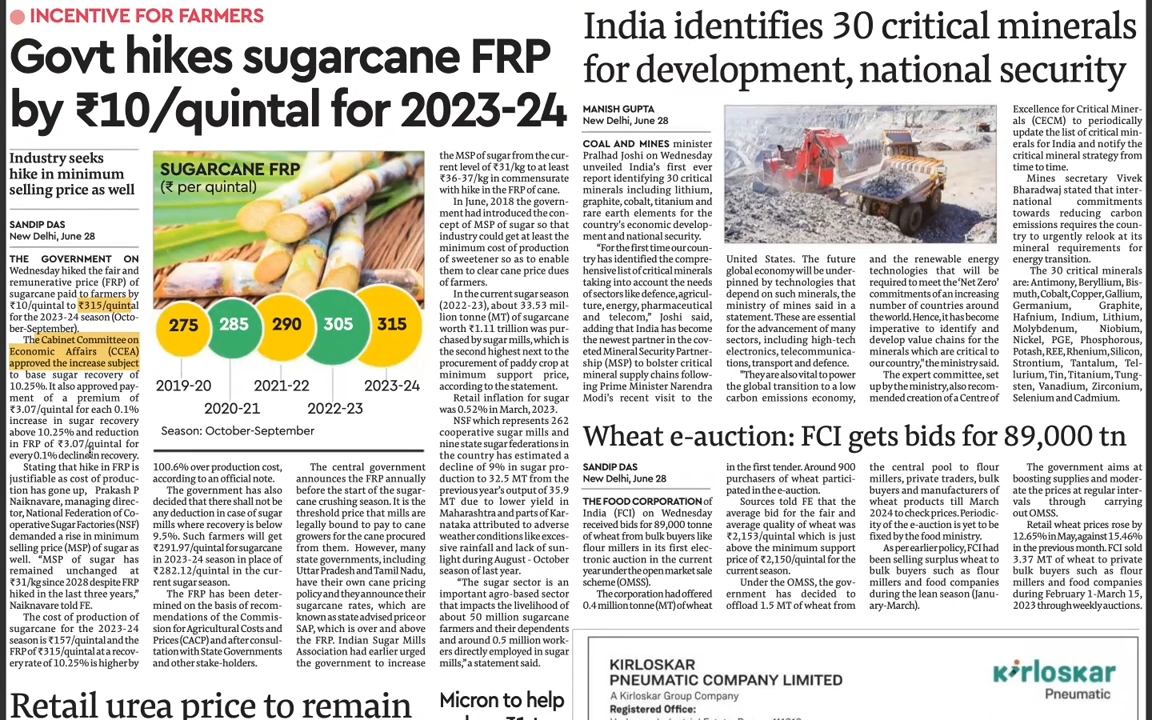 INCENTIVE FOR FARMERS
Govt hikes sugarcane FRP
by ₹10/quintal for 2023-24
Industry seeks
hike in minimum
selling price as well
SANDIP DAS
New Delhi, June 28
THE GOVERNMENT ON
Wednesday hiked the fair and
remunerative price (FRP) of
sugarcane paid to farmers by
₹10/quintal to ₹315/quintal
for the 2023-24 season (Octo-
ber-September).
The Cabinet Committee on
Economic Affairs (CCEA)
approved the increase subject
to base sugar recovery of
10.25%. It also approved pay-
ment of a premium of
₹3.07/quintal for each 0.1%
increase in sugar recovery
above 10.25% and reduction
in FRP of ₹3.07/quintal for
every 0.1% decline in recovery.
Stating that hike in FRP is
justifiable as cost of produc-
tion has gone up, Prakash P
Naiknavare, managing direc-
tor, National Federation of Co-
operative Sugar Factories (NSF)
demanded a rise in minimum
selling price (MSP) of sugar as
well. "MSP of sugar has
remained unchanged at
₹31/kg since 2028 despite FRP
hiked in the last three years,"
Naiknavare told FE.
The cost of production of
sugarcane for the 2023-24
season is ₹157/quintal and the
FRP of ₹315/quintal at a recov-
ery rate of 10.25% is higher by
SUGARCANE FRP
(₹ per quintal)
275
285
290
305
315
2019-20
2020-21
2021-22
2022-23
2023-24
Season: October-September
100.6% over production cost,
according to an official note.
The government has also
decided that there shall not be
any deduction in case of sugar
mills where recovery is below
9.5%. Such farmers will get
₹291.97/quintal for sugarcane
in 2023-24 season in place of
₹282.12/quintal in the cur-
rent sugar season.
The FRP has been deter-
mined on the basis of recom-
mendations of the Commis-
sion for Agricultural Costs and
Prices (CACP) and after consul-
tation with State Governments
and other stake-holders.
The central government
announces the FRP annually
before the start of the sugar-
cane crushing season. It is the
threshold price that mills are
legally bound to pay to cane
growers for the cane procured
from them. However, many
state governments, including
Uttar Pradesh and Tamil Nadu,
have their own cane pricing
policy and they announce their
sugarcane rates, which are
known as state advised price or
SAP, which is over and above
the FRP. Indian Sugar Mills
Association had earlier urged
the government to increase
the MSP of sugar from the cur-
rent level of ₹31/kg to at least
₹36-37/kg in commensurate
with hike in the FRP of cane.
In June, 2018 the govern-
ment had introduced the con-
cept of MSP of sugar so that
industry could get at least the
minimum cost of production
of sweetener so as to enable
them to clear cane price dues
of farmers.
In the current sugar season
(2022-23), about 33.53 mil-
lion tonne (MT) of sugarcane
worth ₹1.11 trillion was pur-
chased by sugar mills, which is
the second highest next to the
procurement of paddy crop at
minimum support price,
according to the statement.
Retail inflation for sugar
was 0.52% in March, 2023.
NSF which represents 262
cooperative sugar mills and
nine state sugar federations in
the country has estimated a
decline of 9% in sugar pro-
duction to 32.5 MT from the
previous year's output of 35.9
MT due to lower yield in
Maharashtra and parts of Kar-
nataka attributed to adverse
weather conditions like exces-
sive rainfall and lack of sun-
light during August - October
season of last year.
"The sugar sector is an
important agro-based sector
that impacts the livelihood of
about 50 million sugarcane
farmers and their dependents
and around 0.5 million work-
ers directly employed in sugar
mills," a statement said.
India identifies 30 critical minerals
for development, national security
MANISH GUPTA
New Delhi, June 28
COAL AND MINES minister
Pralhad Joshi on Wednesday
unveiled India's first ever
report identifying 30 critical
minerals including lithium,
graphite, cobalt, titanium and
rare earth elements for the
country's economic develop-
ment and national security.
"For the first time our coun-
try has identified the compre-
hensive list of critical minerals
taking into account the needs
of sectors like defence, agricul-
ture, energy, pharmaceutical
and telecom," Joshi said,
adding that India has become
the newest partner in the cov-
eted Mineral Security Partner-
ship (MSP) to bolster critical
mineral supply chains follow-
ing Prime Minister Narendra
Modi's recent visit to the
United States. The future
global economy will be under-
pinned by technologies that
depend on such minerals, the
ministry of mines said in a
statement. These are essential
for the advancement of many
sectors, including high-tech
electronics, telecommunica-
tions, transport and defence.
"They are also vital to power
the global transition to a low
carbon emissions economy,
and the renewable energy
technologies that will be
required to meet the 'Net Zero'
commitments of an increasing
number of countries around
the world. Hence, it has become
imperative to identify and
develop value chains for the
minerals which are critical to
our country," the ministry said.
The expert committee, set
up by the ministry, also recom-
mended creation of a Centre of
Excellence for Critical Miner-
als (CECM) to periodically
update the list of critical min-
erals for India and notify the
critical mineral strategy from
time to time.
Mines secretary Vivek
Bharadwaj stated that inter-
national commitments
towards reducing carbon
emissions requires the coun-
try to urgently relook at its
mineral requirements for
energy transition.
The 30 critical minerals
are: Antimony, Beryllium, Bis-
muth, Cobalt, Copper, Gallium,
Germanium, Graphite,
Hafnium, Indium, Lithium,
Molybdenum, Niobium,
Nickel, PGE, Phosphorous,
Potash, REE, Rhenium, Silicon,
Strontium, Tantalum, Tel-
lurium, Tin, Titanium, Tung-
sten, Vanadium, Zirconium,
Selenium and Cadmium.
Wheat e-auction: FCI gets bids for 89,000 tn
SANDIP DAS
New Delhi, June 28
THE FOOD CORPORATION of
India (FCI) on Wednesday
received bids for 89,000 tonne
of wheat from bulk buyers like
flour millers in its first elec-
tronic auction in the current
year under the open market sale
scheme (OMSS).
The corporation had offered
0.4 million tonne (MT) of wheat
in the first tender. Around 900
purchasers of wheat partici-
pated in the e-auction.
Sources told FE that the
average bid for the fair and
average quality of wheat was
₹2,153/quintal which is just
above the minimum support
price of ₹2,150/quintal for the
current season.
Under the OMSS, the gov-
ernment has decided to
offload 1.5 MT of wheat from
the central pool to flour
millers, private traders, bulk
buyers and manufacturers of
wheat products till March
2024 to check prices. Periodic-
ity of the e-auction is yet to be
fixed by the food ministry.
As per earlier policy, FCI had
been selling surplus wheat to
bulk buyers such as flour
millers and food companies
during the lean season (Janu-
ary-March).
The government aims at
boosting supplies and moder-
ate the prices at regular inter-
vals through carrying
out OMSS.
Retail wheat prices rose by
12.65% in May, against 15.46%
in the previous month. FCI sold
3.37 MT of wheat to private
bulk buyers such as flour
millers and food companies
during February 1-March 15,
2023 through weekly auctions.
KIRLOSKAR
PNEUMATIC COMPANY LIMITED
A Kirloskar Group Company
Registered Office:
kirloskar
Pneumatic
Retail urea price to remain
Micron to help